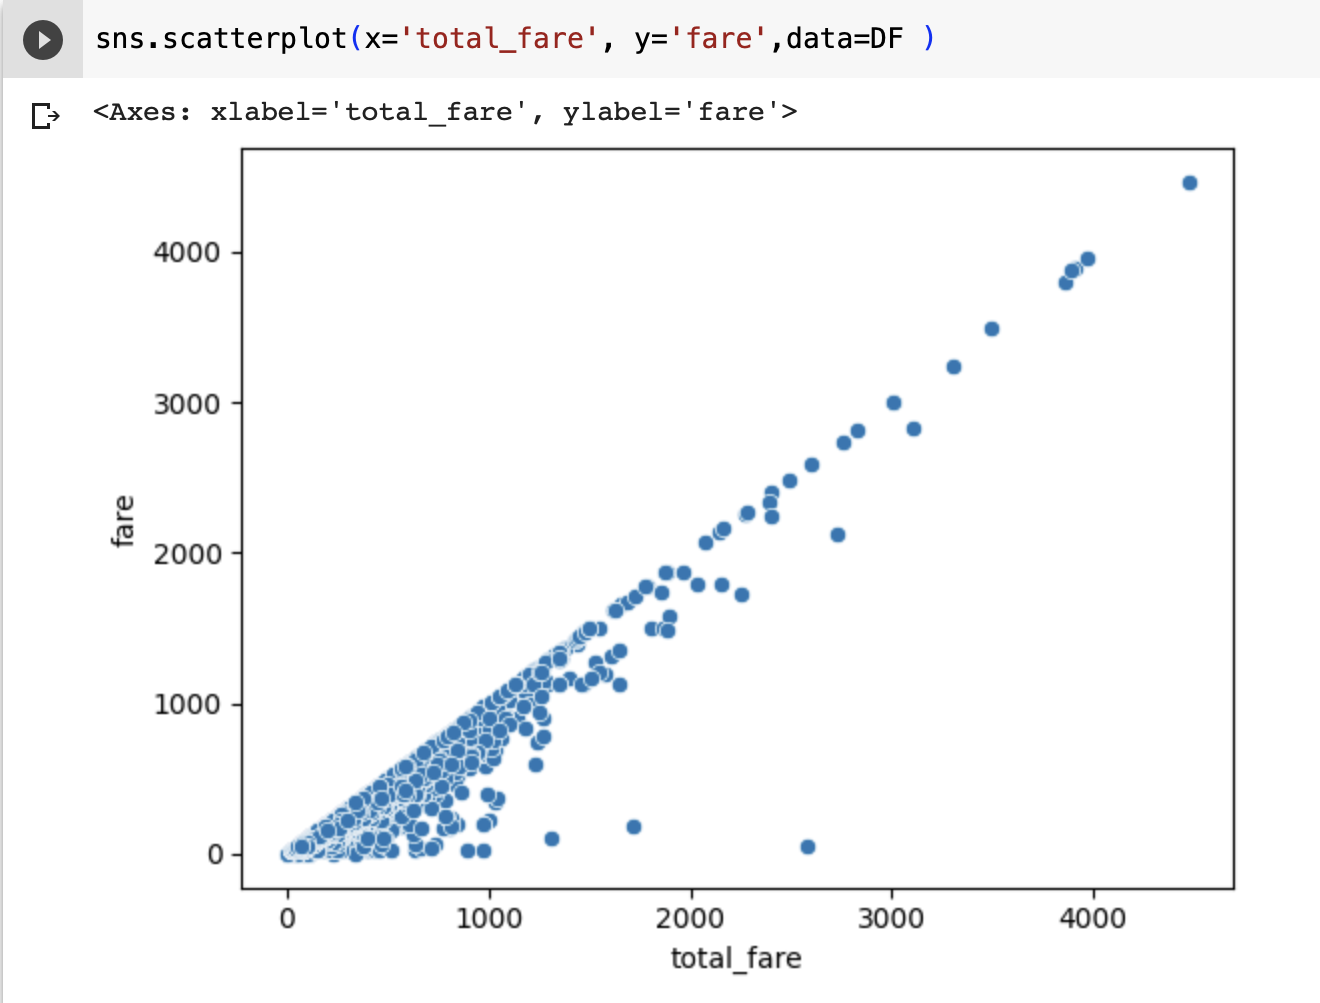 sns.scatterplot(x='total_fare', y='fare',data=DF )
<Axes: xlabel='total_fare', ylabel='fare'>
4000
3000
2000
1000
0
fare
0 1000 2000 3000 4000
total_fare